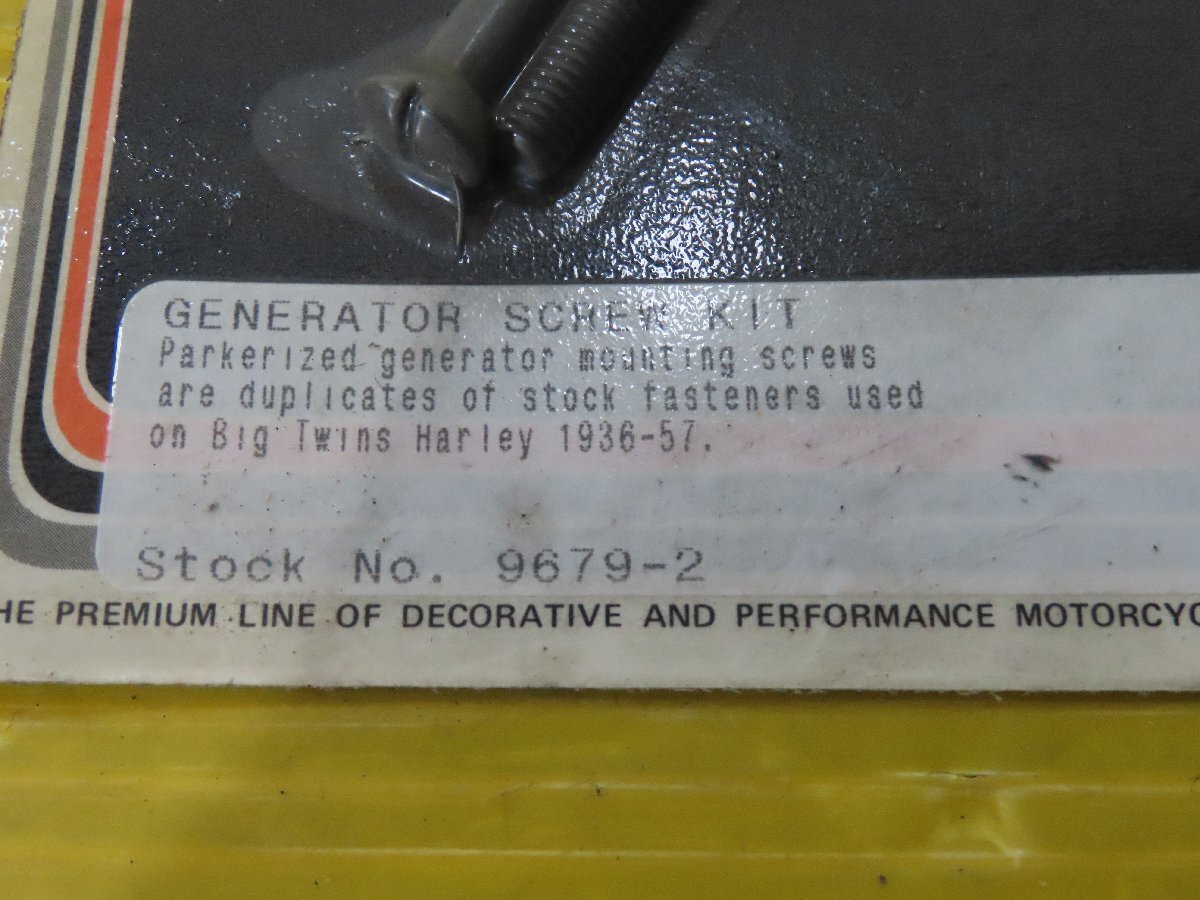 GENERATOR SCREW KIT
Parkerized generator mounting screws
are duplicates of stock fasteners used
on Big Twins Harley 1936-57.
Stock No. 9679-2
HE PREMIUM LINE OF DECORATIVE AND PERFORMANCE MOTORCYC